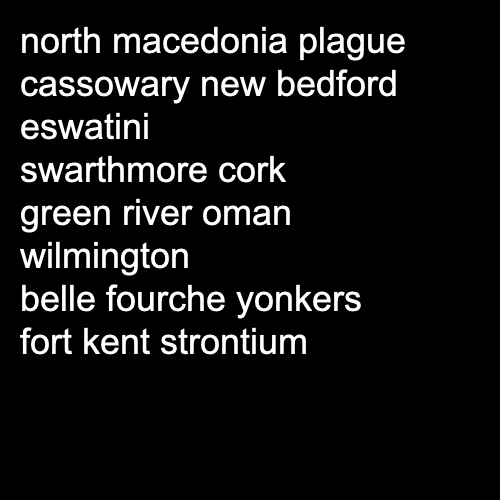 north macedonia plague
cassowary new bedford
eswatini
swarthmore cork
green river oman
wilmington
belle fourche yonkers
fort kent strontium